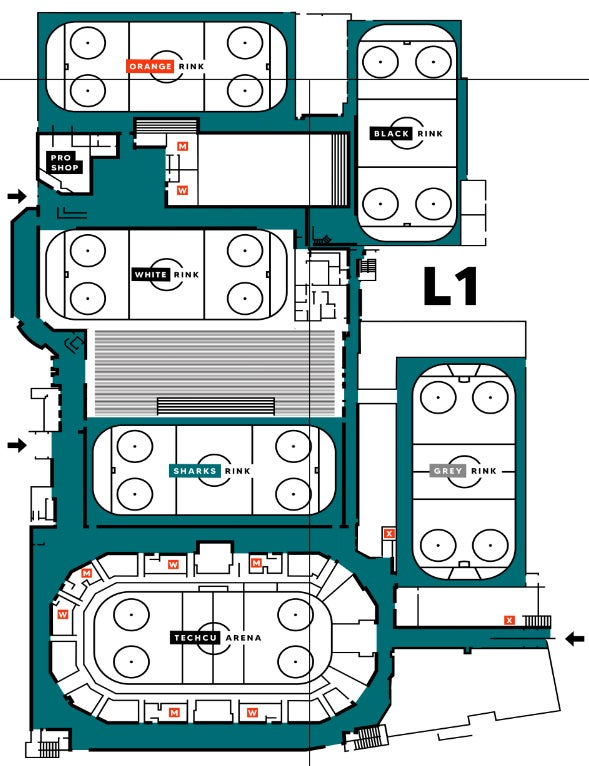 ORANGE RINK
BLACK RINK
M
PRO
SHOP
W
WHITE RINK
L1
SHARKS RINK
GREY RINK
X
W
M
M
W
X
TECHCU ARENA
M
W